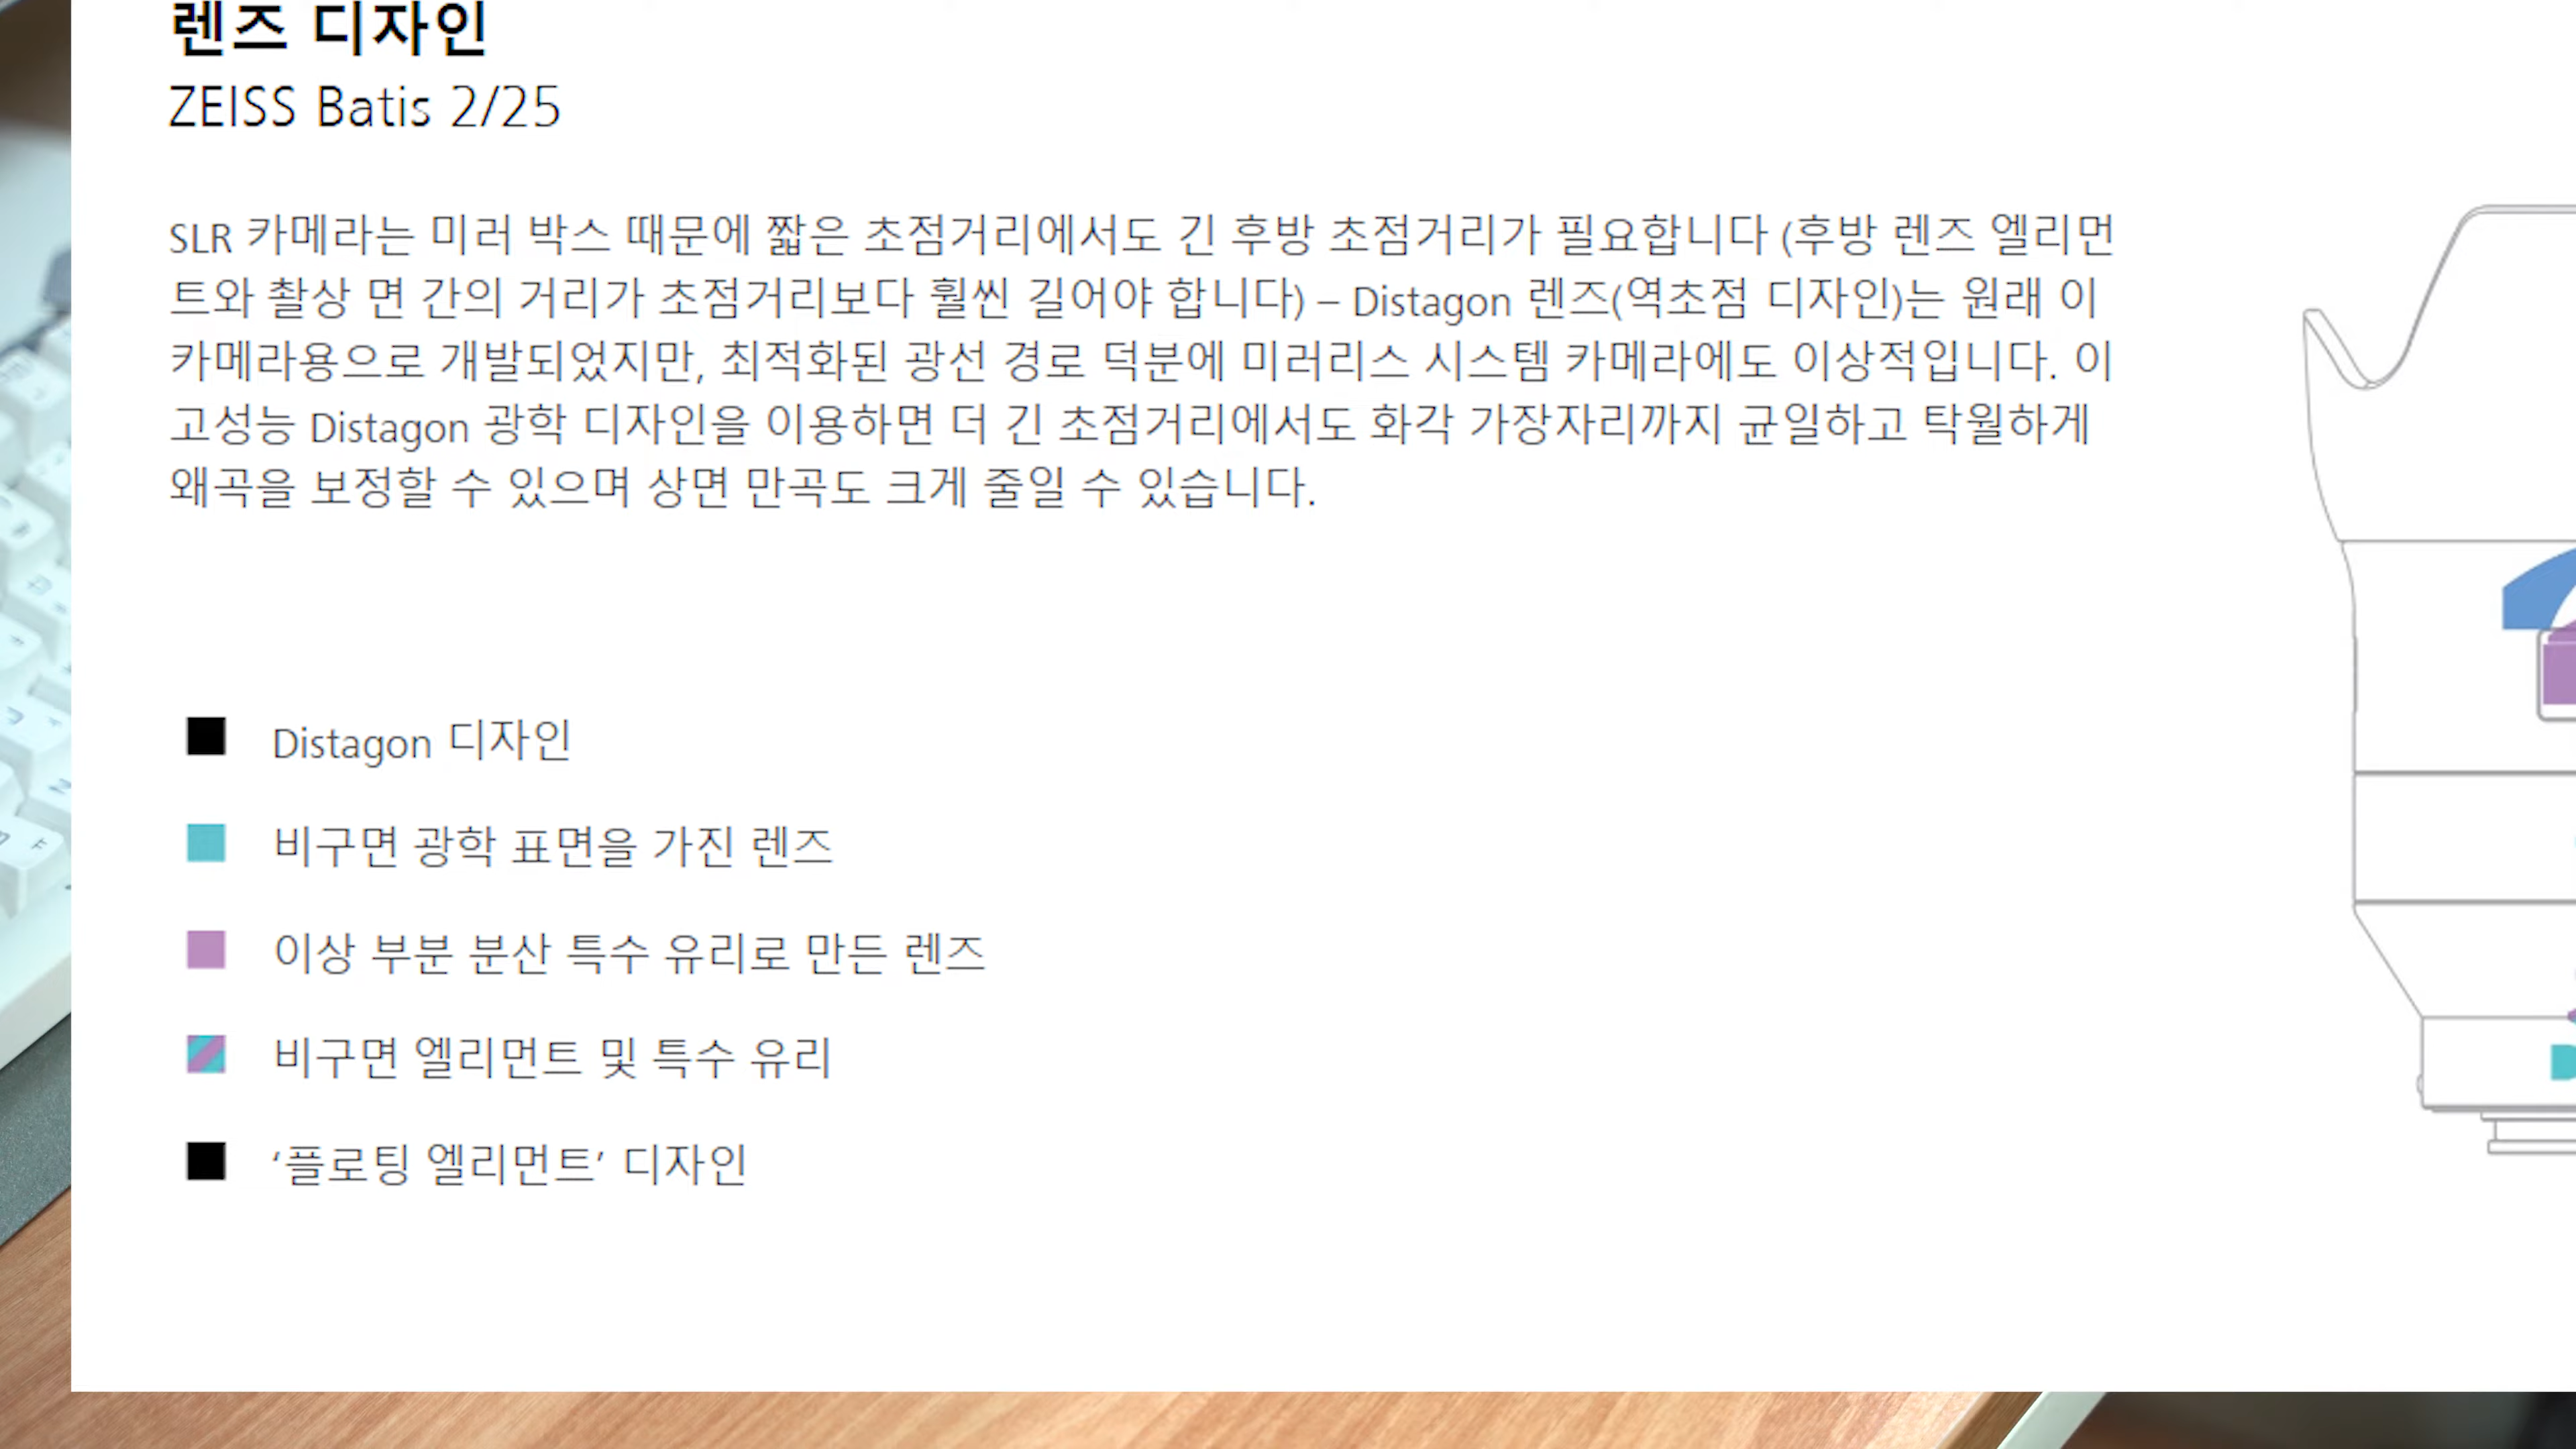 렌즈 디자인
ZEISS Batis 2/25
SLR 카메라는 미러 박스 때문에 짧은 초점거리에서도 긴 후방 초점거리가 필요합니다 (후방 렌즈 엘리먼
트와 촬상 면 간의 거리가 초점거리보다 훨씬 길어야 합니다) – Distagon 렌즈(역초점 디자인)는 원래 이
카메라용으로 개발되었지만, 최적화된 광선 경로 덕분에 미러리스 시스템 카메라에도 이상적입니다. 이
고성능 Distagon 광학 디자인을 이용하면 더 긴 초점거리에서도 화각 가장자리까지 균일하고 탁월하게
왜곡을 보정할 수 있으며 상면 만곡도 크게 줄일 수 있습니다.
Distagon 디자인
비구면 광학 표면을 가진 렌즈
이상 부분 분산 특수 유리로 만든 렌즈
비구면 엘리먼트 및 특수 유리
‘플로팅 엘리먼트’ 디자인